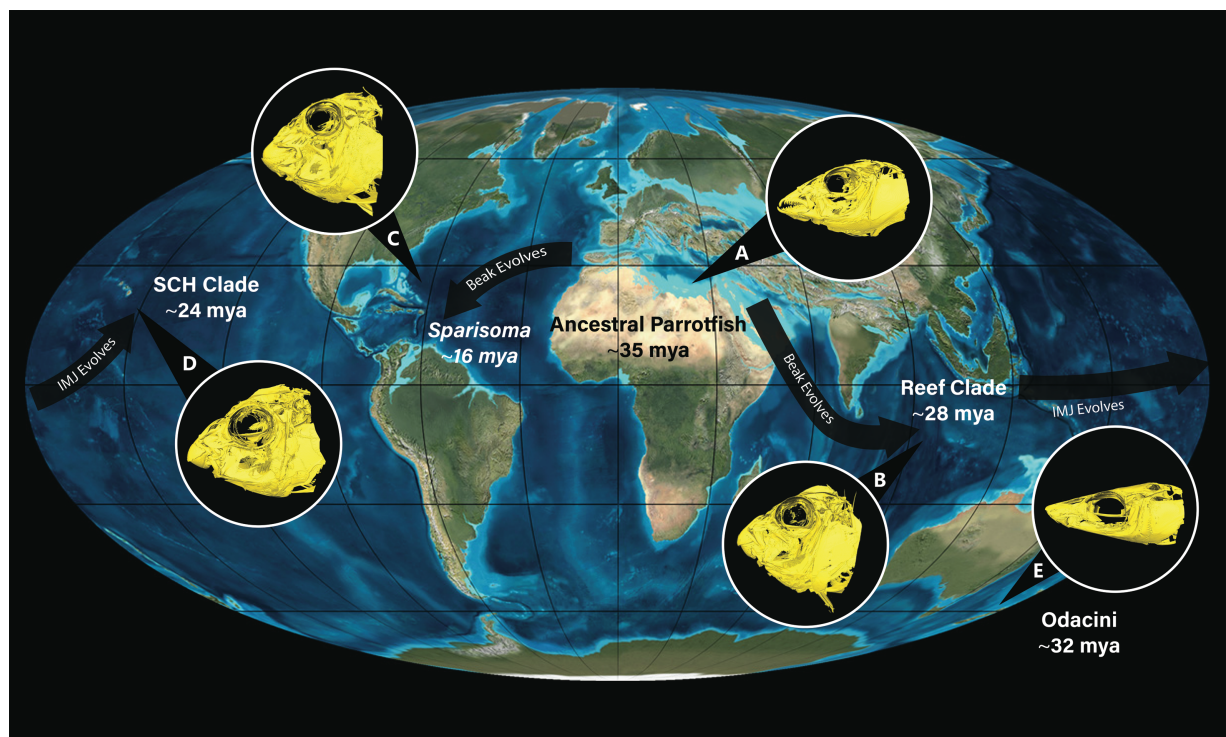 C
A
Beak Evolves
SCH Clade
~24 mya
Sparisoma
~16 mya
Ancestral Parrotfish
~35 mya
IMJ Evolves
D
Beak Evolves
Reef Clade
~28 mya
IMJ Evolves
B
E
Odacini
~32 mya